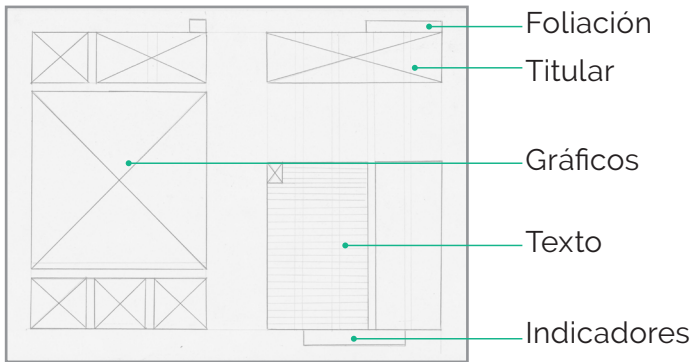 Foliación
Titular
Gráficos
Texto
Indicadores